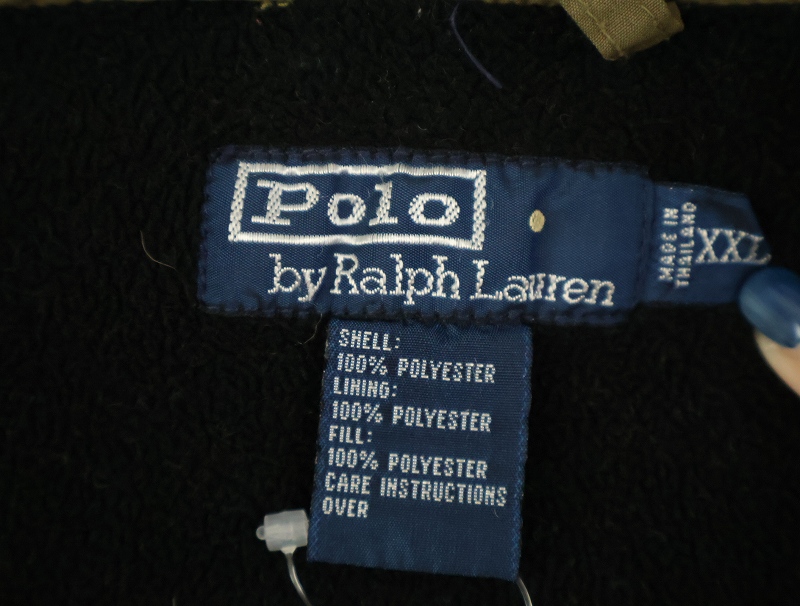 Polo
by Ralph Lauren
MADE IN
THAILAND
XXL
SHELL:
100% POLYESTER
LINING:
100% POLYESTER
FILL:
100% POLYESTER
CARE INSTRUCTIONS
OVER